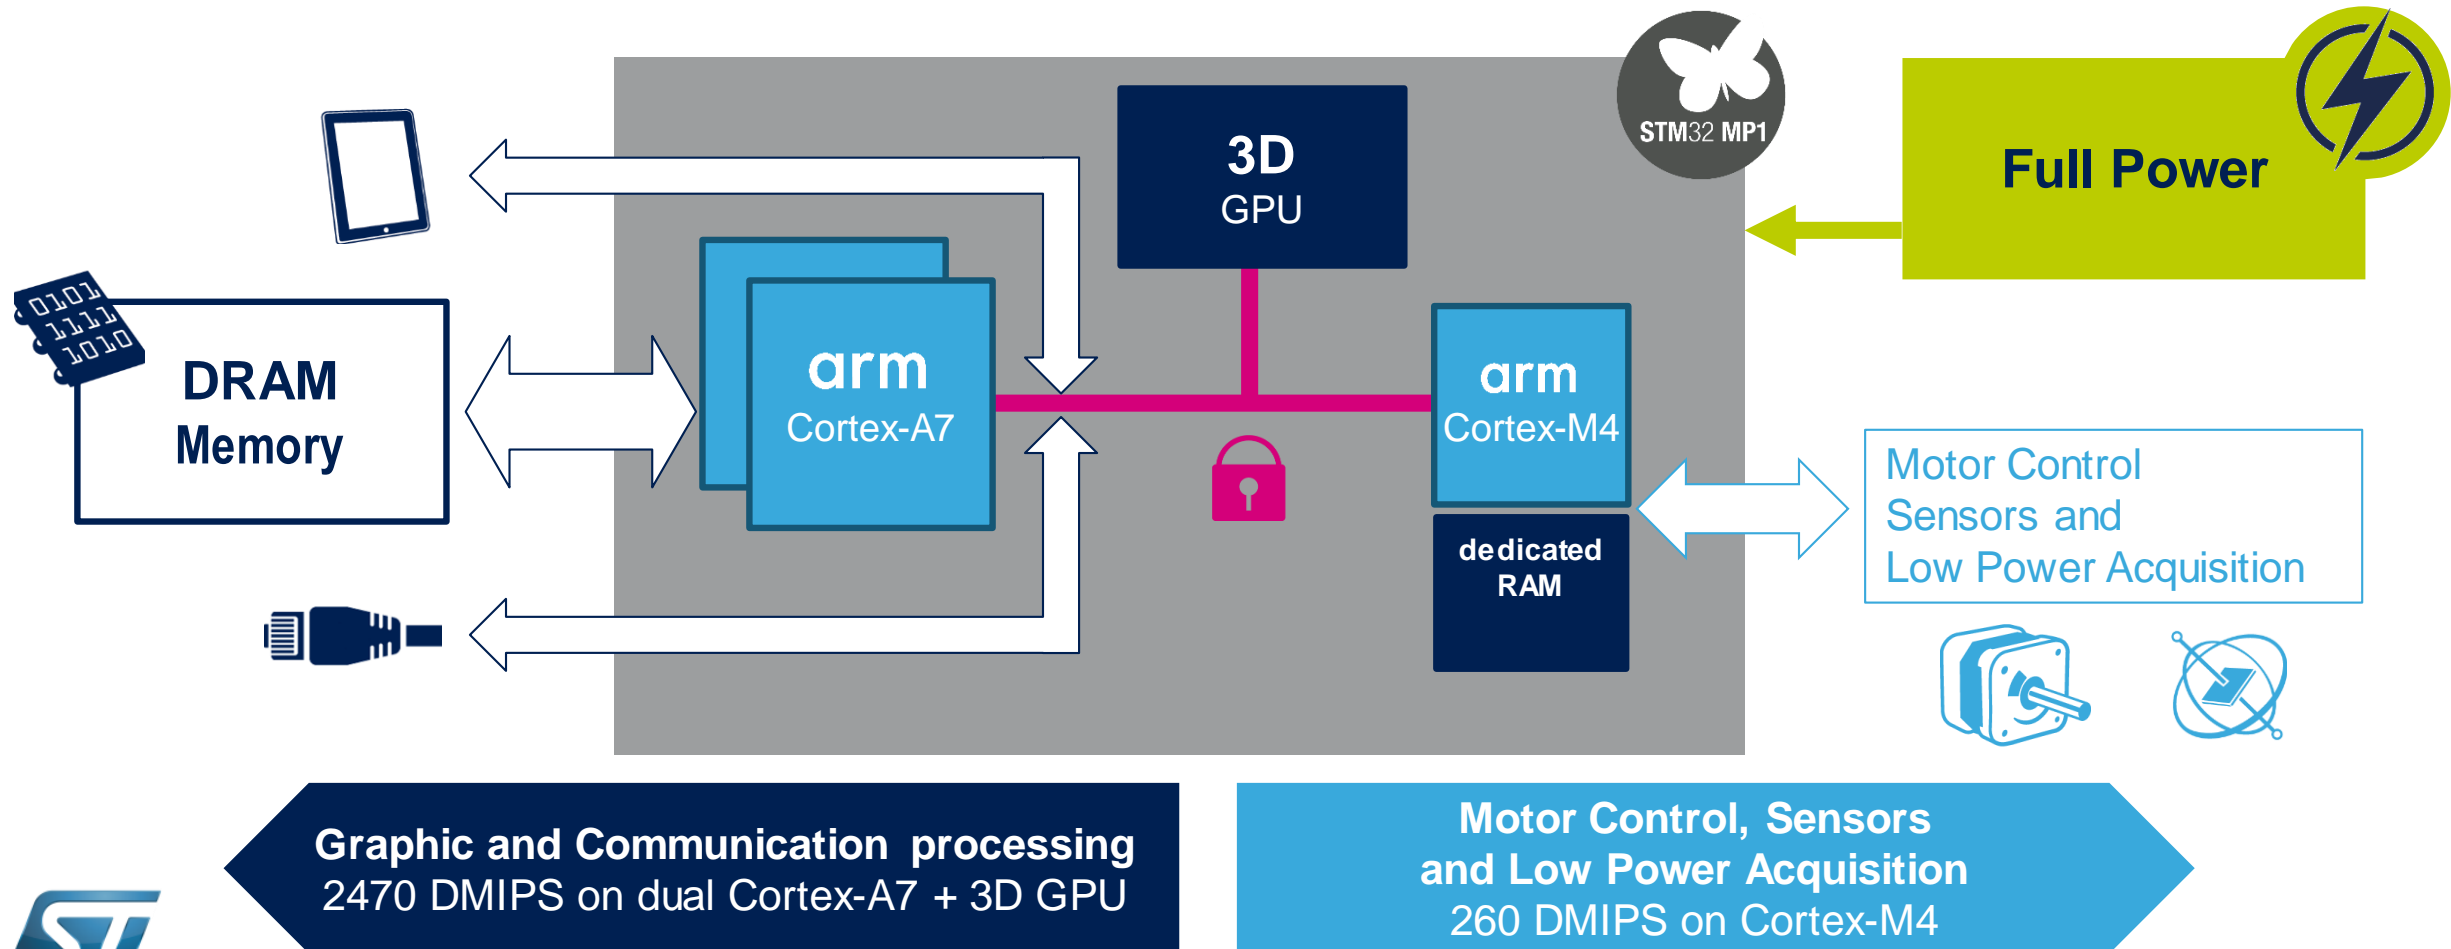 STM32 MP1
3D
GPU
Full Power
0101
1111
1010
DRAM
Memory
arm
Cortex-A7
arm
Cortex-M4
dedicated
RAM
Motor Control
Sensors and
Low Power Acquisition
Graphic and Communication processing
2470 DMIPS on dual Cortex-A7 + 3D GPU
Motor Control, Sensors
and Low Power Acquisition
260 DMIPS on Cortex-M4
ST